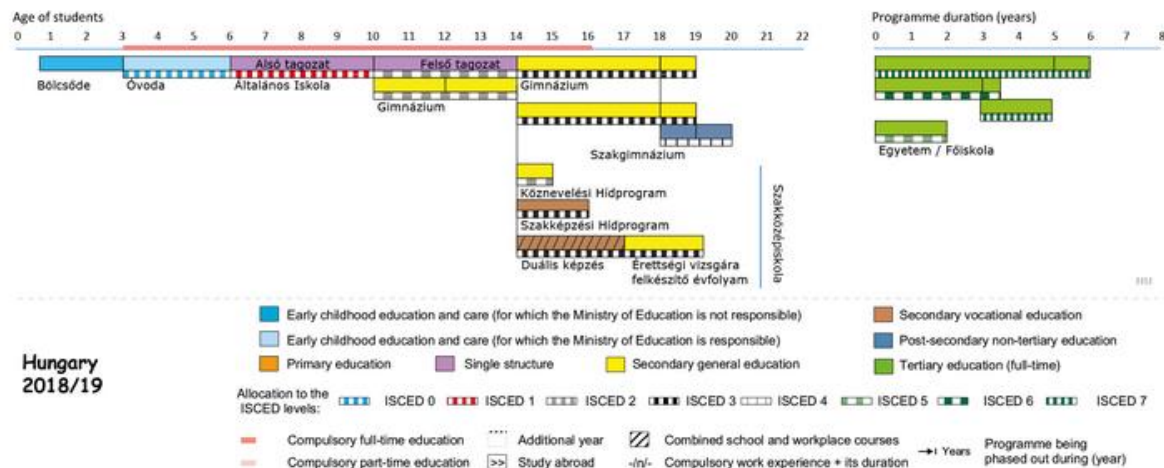 Age of students
Programme duration (years)
0 1 2 3 4 5 6 7 8 9 10 11 12 13 14 15 16 17 18 19 20 21 22
0 1 2 3 4 5 6 7 8
Alsó tagozat
Felső tagozat
Bölcsőde
Óvoda
Általános Iskola
Gimnázium
Gimnázium
Szakgimnázium
Egyetem / Főiskola
Köznevelési Hídprogram
Szakképzési Hídprogram
Duális képzés
Érettségi vizsgára
felkészítő évfolyam
Szakközépiskola
Hungary
2018/19
Early childhood education and care (for which the Ministry of Education is not responsible)
Early childhood education and care (for which the Ministry of Education is responsible)
Primary education
Single structure
Secondary general education
Secondary vocational education
Post-secondary non-tertiary education
Tertiary education (full-time)
Allocation to the
ISCED levels:
ISCED 0
ISCED 1
ISCED 2
ISCED 3
ISCED 4
ISCED 5
ISCED 6
ISCED 7
Compulsory full-time education
Additional year
Combined school and workplace courses
Years
Programme being
phased out during (year)
Compulsory part-time education
>> Study abroad
-/n/- Compulsory work experience + its duration